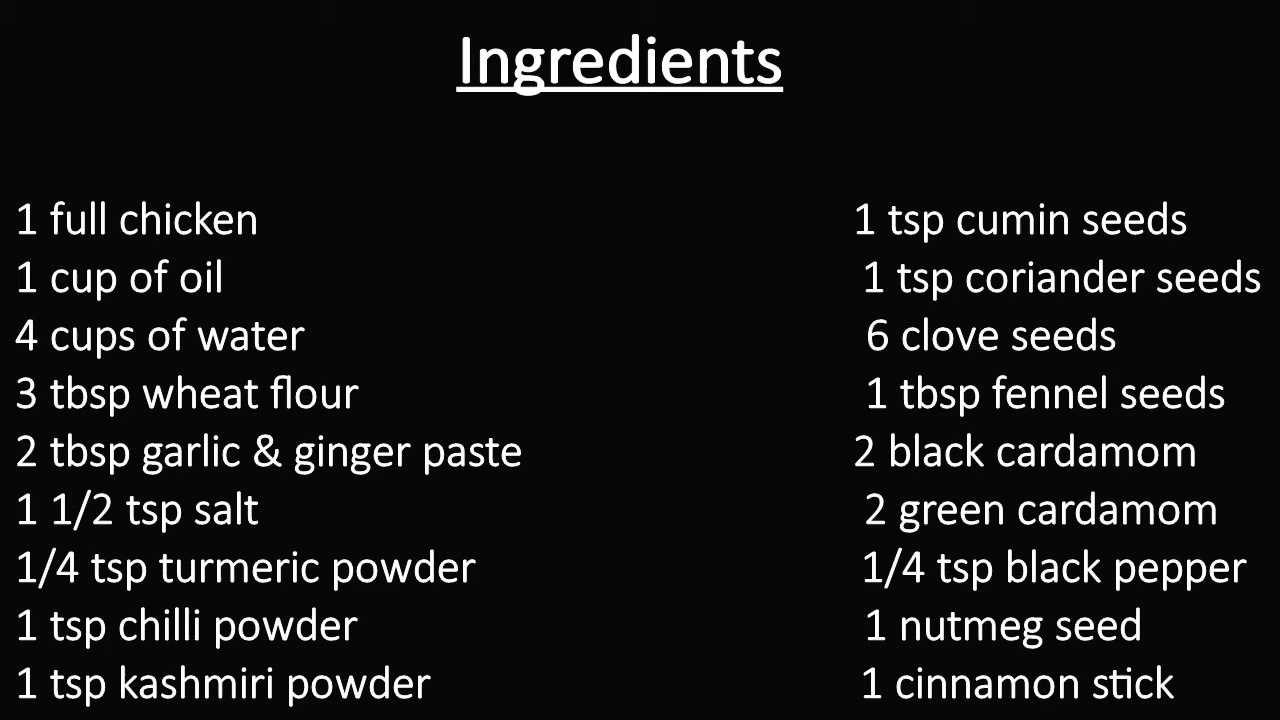 Ingredients
1 full chicken
1 cup of oil
4 cups of water
3 tbsp wheat flour
2 tbsp garlic & ginger paste
1 1/2 tsp salt
1/4 tsp turmeric powder
1 tsp chilli powder
1 tsp kashmiri powder
1 tsp cumin seeds
1 tsp coriander seeds
6 clove seeds
1 tbsp fennel seeds
2 black cardamom
2 green cardamom
1/4 tsp black pepper
1 nutmeg seed
1 cinnamon stick